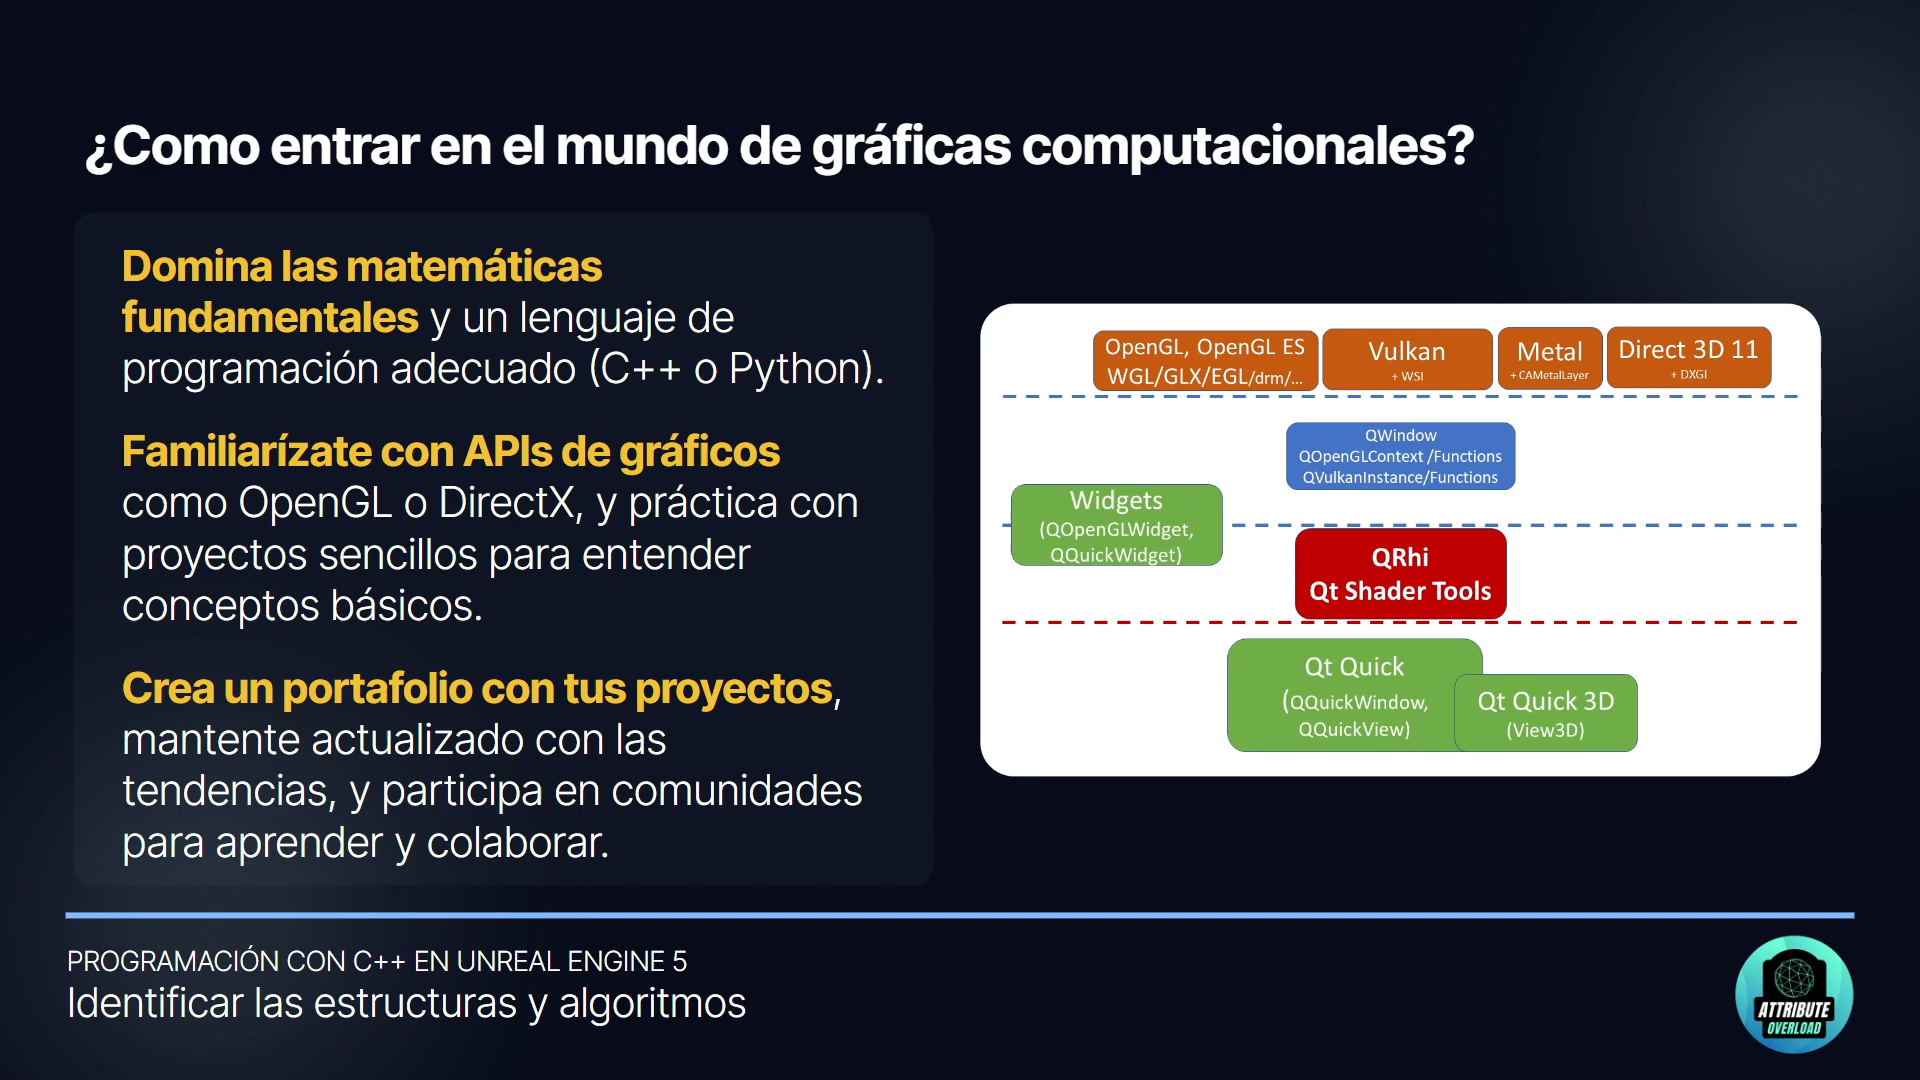 ¿Como entrar en el mundo de gráficas computacionales?
Domina las matemáticas
fundamentales y un lenguaje de
programación adecuado (C++ o Python).
Familiarízate con APIs de gráficos
como OpenGL o DirectX, y práctica con
proyectos sencillos para entender
conceptos básicos.
Crea un portafolio con tus proyectos,
mantente actualizado con las
tendencias, y participa en comunidades
para aprender y colaborar.
OpenGL, OpenGL ES
WGL/GLX/EGL/drm/...
Vulkan
+ WSI
Metal
+ CAMetalLayer
Direct 3D 11
+ DXGI
QWindow
QOpenGLContext /Functions
QVulkanInstance/Functions
Widgets
(QOpenGLWidget,
QQuickWidget)
QRhi
Qt Shader Tools
Qt Quick
(QQuickWindow,
QQuickView)
Qt Quick 3D
(View3D)
PROGRAMACIÓN CON C++ EN UNREAL ENGINE 5
Identificar las estructuras y algoritmos
ATTRIBUTE
OVERLOAD